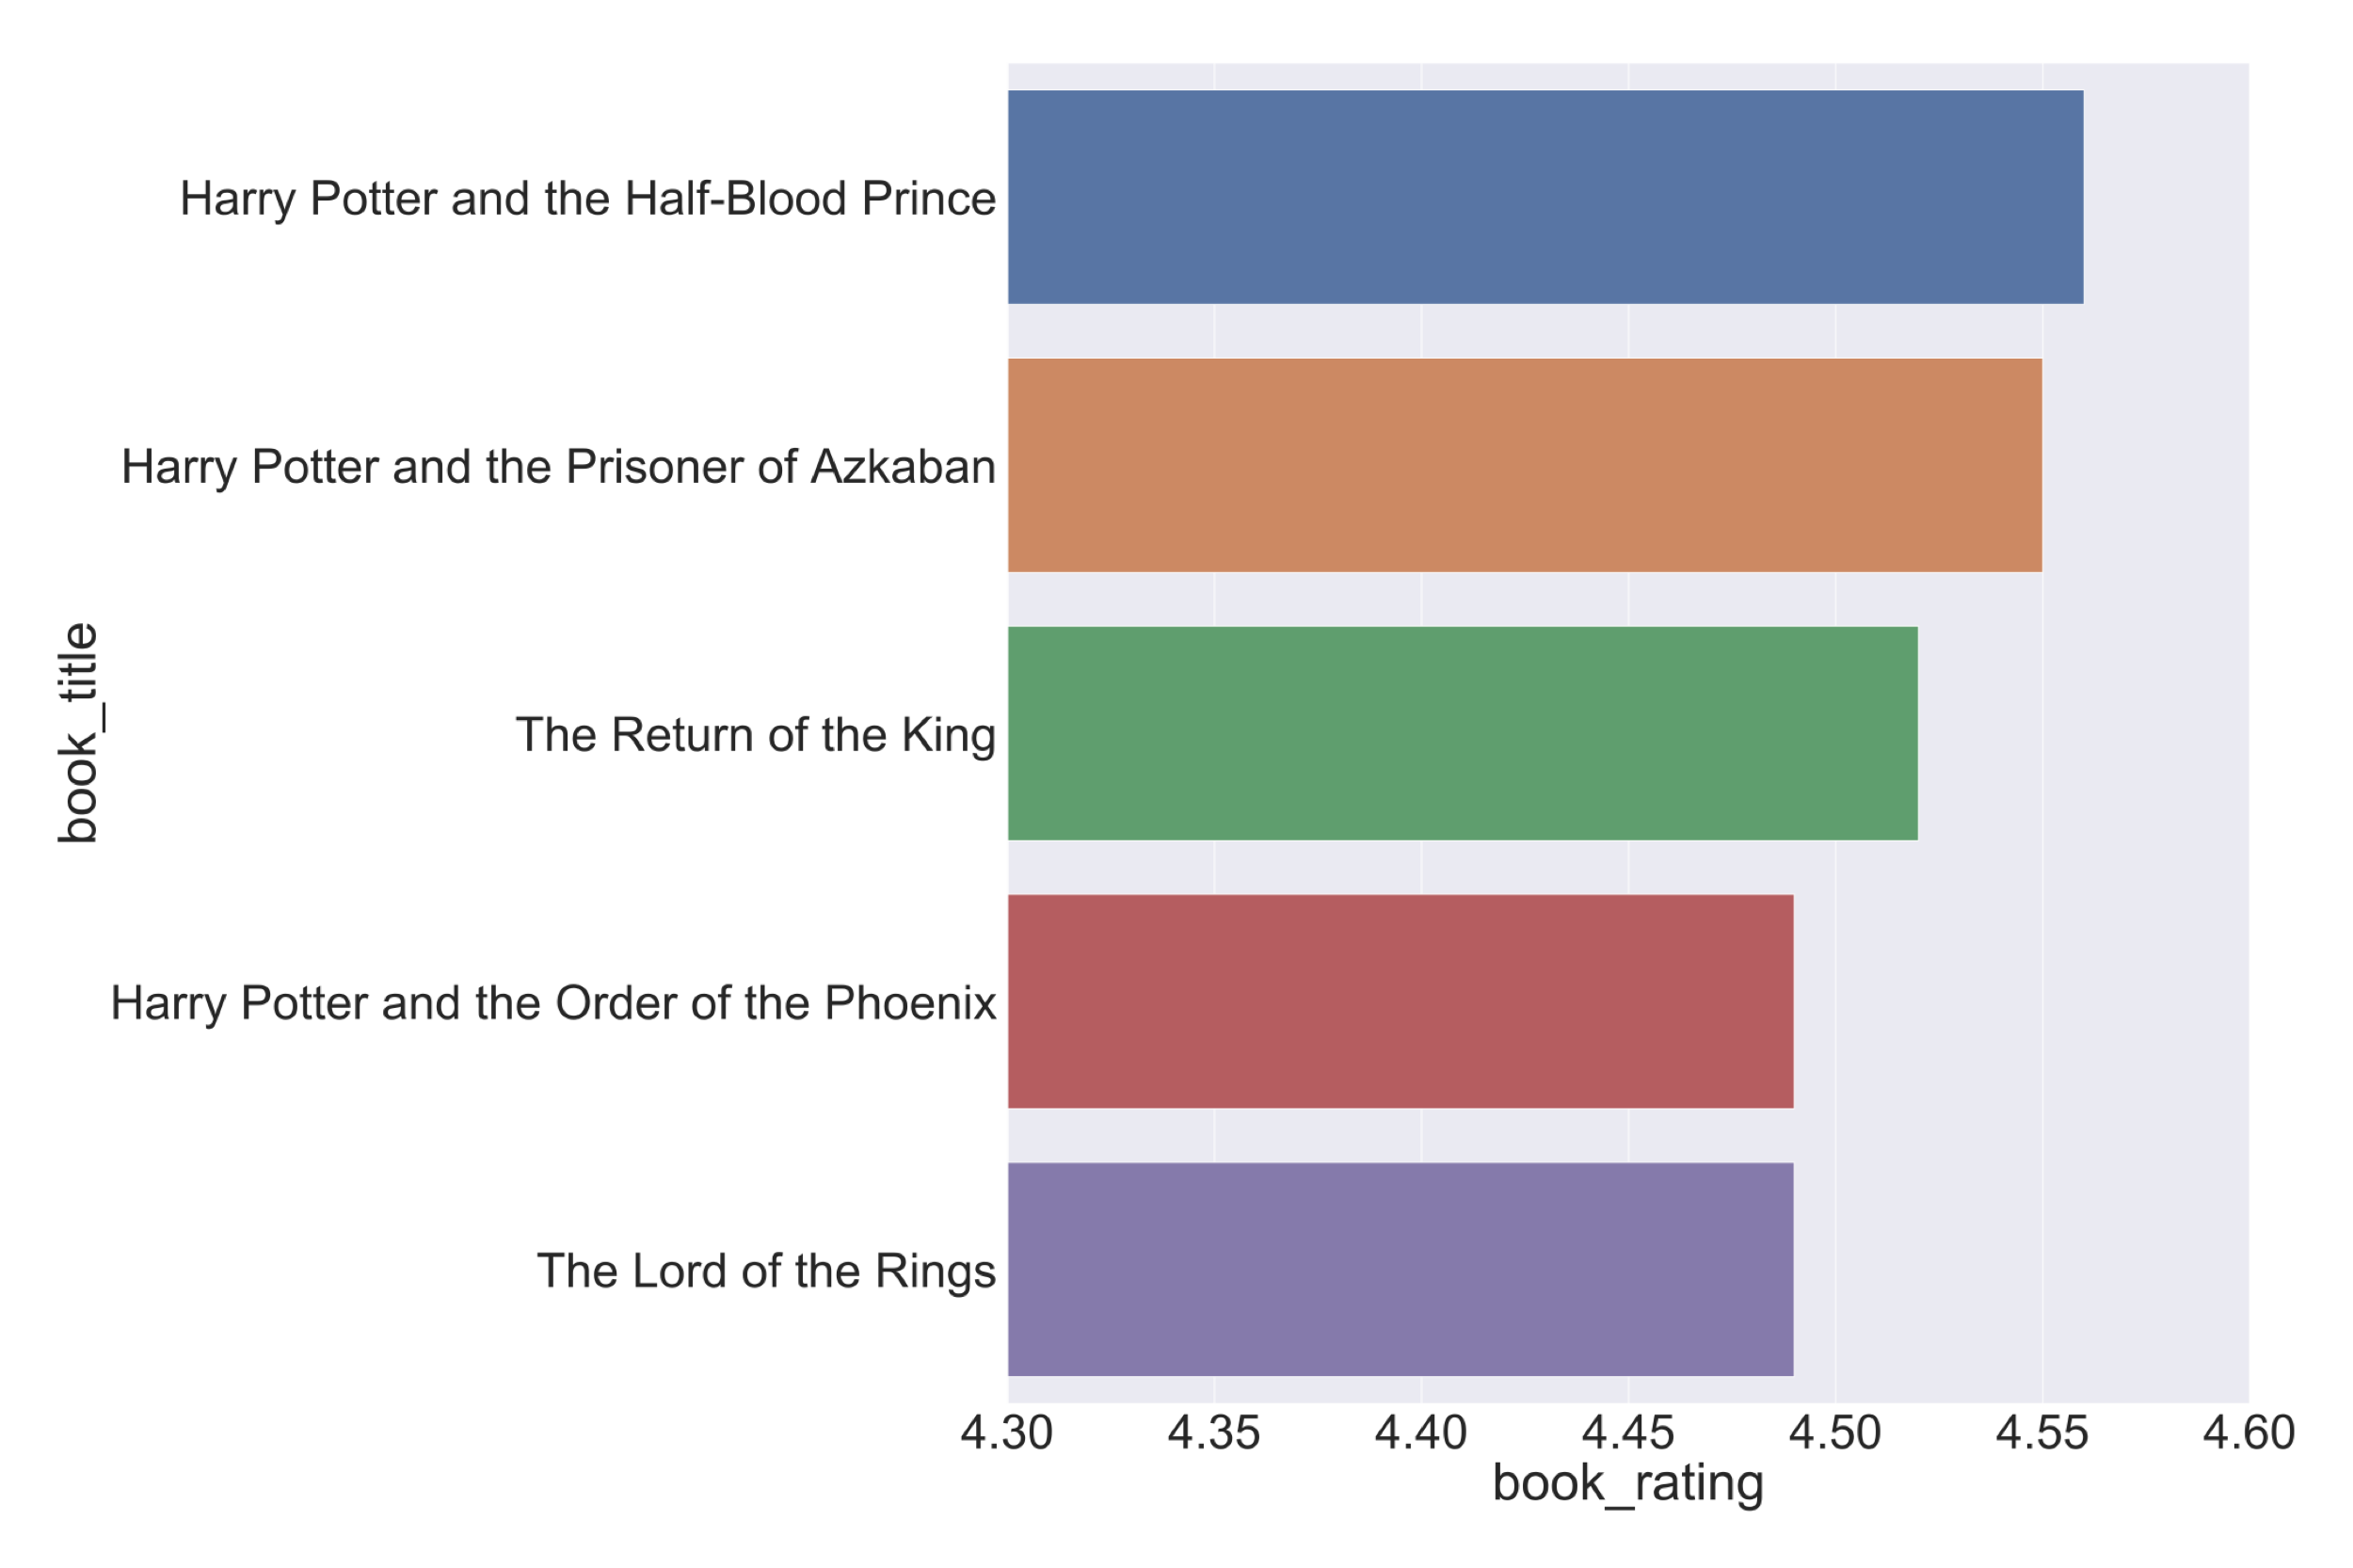 Harry Potter and the Half-Blood Prince
Harry Potter and the Prisoner of Azkaban
The Return of the King
Harry Potter and the Order of the Phoenix
The Lord of the Rings
book_title
4.30 4.35 4.40 4.45 4.50 4.55 4.60
book_rating